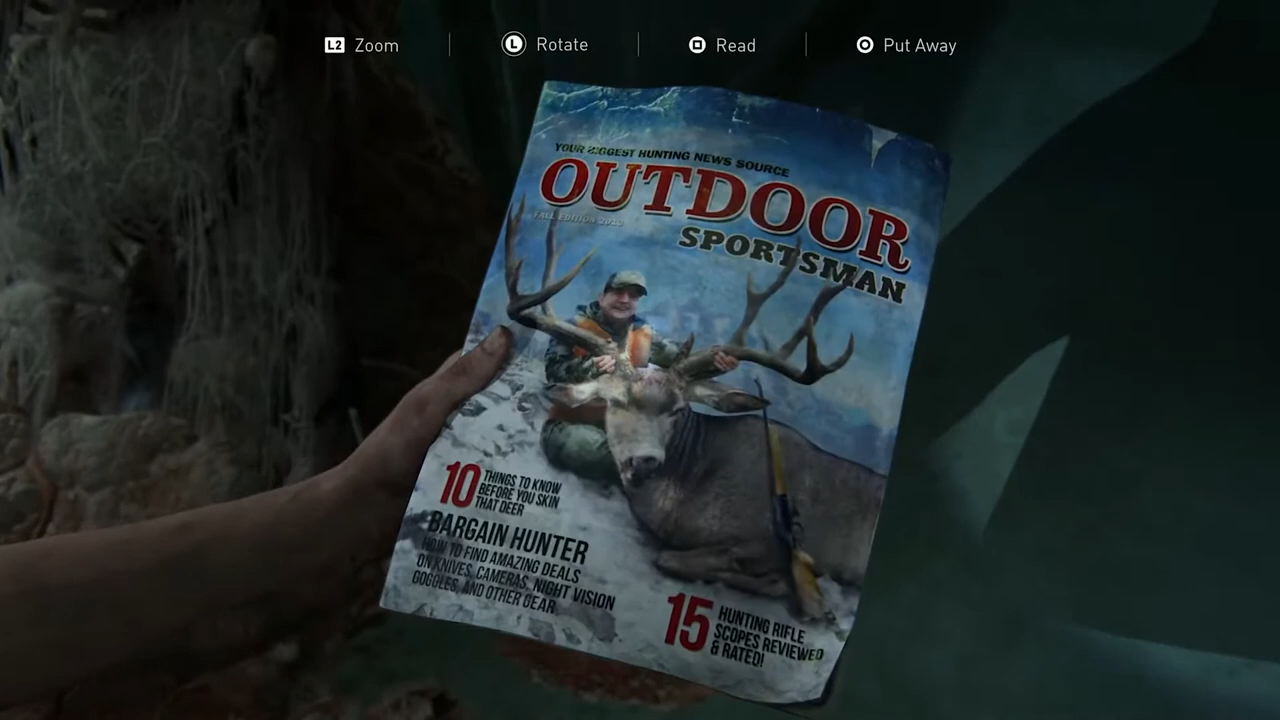 L2 Zoom
L Rotate
Read
Put Away
YOUR BIGGEST HUNTING NEWS SOURCE
OUTDOOR
FALL EDITION
SPORTSMAN
10 THINGS TO KNOW
BEFORE YOU SKIN
THAT DEER
BARGAIN HUNTER
HOW TO FIND AMAZING DEALS
ON KNIVES, CAMERAS, NIGHT VISION
GOGGLES, AND OTHER GEAR
15 HUNTING RIFLE
SCOPES REVIEWED
& RATED!